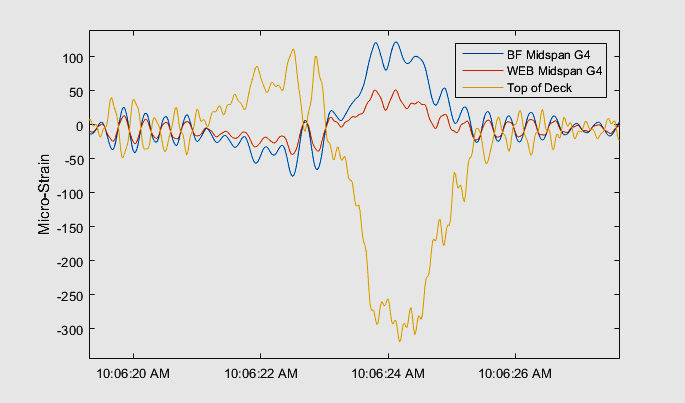 BF Midspan G4
WEB Midspan G4
Top of Deck
Micro-Strain
100
50
0
-50
-100
-150
-200
-250
-300
10:06:20 AM
10:06:22 AM
10:06:24 AM
10:06:26 AM